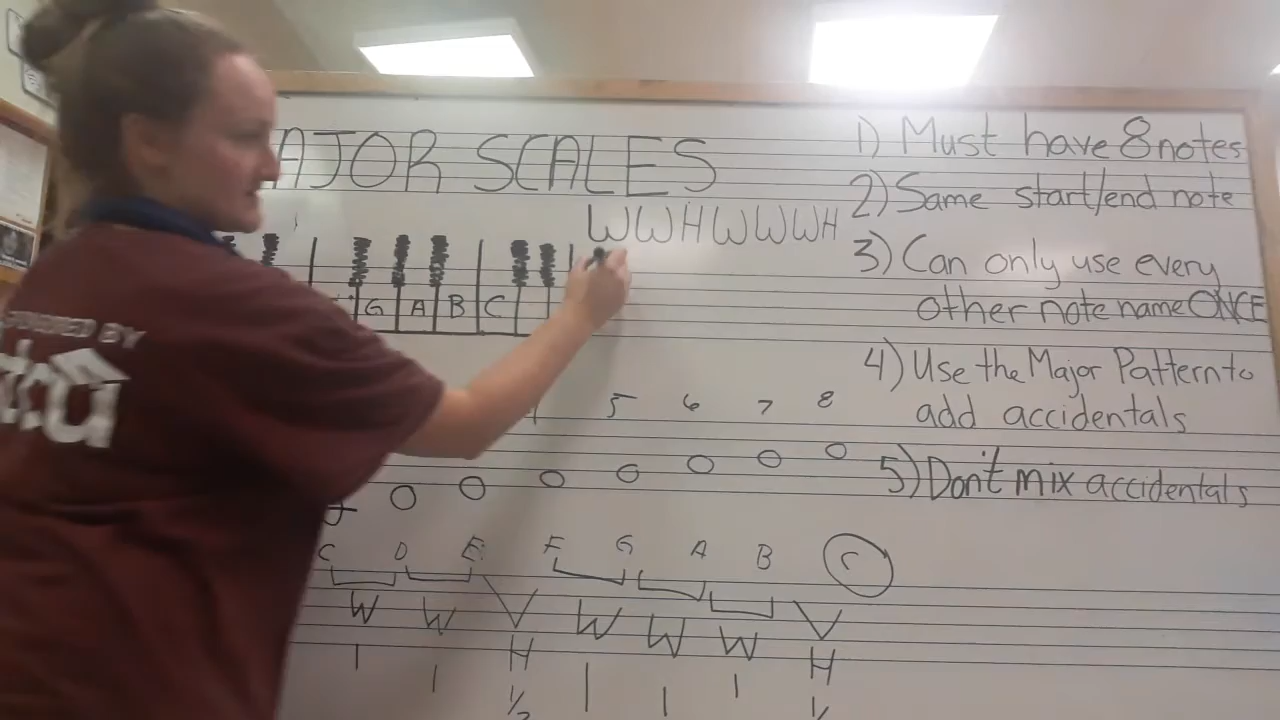 AJOR SCALES
WWHWWWH
G A B C
5 6 7 8
C D E F G A B C
W W H W W W H
1 1 1/2 1 1 1
1) Must have 8 notes
2) Same start/end note
3) Can only use every
other note name ONCE
4) Use the Major Pattern to
add accidentals
5) Don't mix accidentals